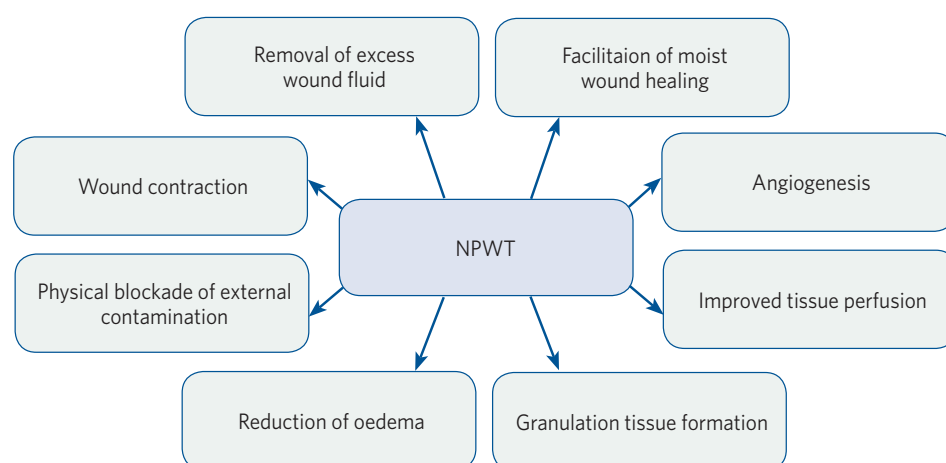 Removal of excess
wound fluid
Facilitaion of moist
wound healing
Wound contraction
Angiogenesis
NPWT
Physical blockade of external
contamination
Improved tissue perfusion
Reduction of oedema
Granulation tissue formation